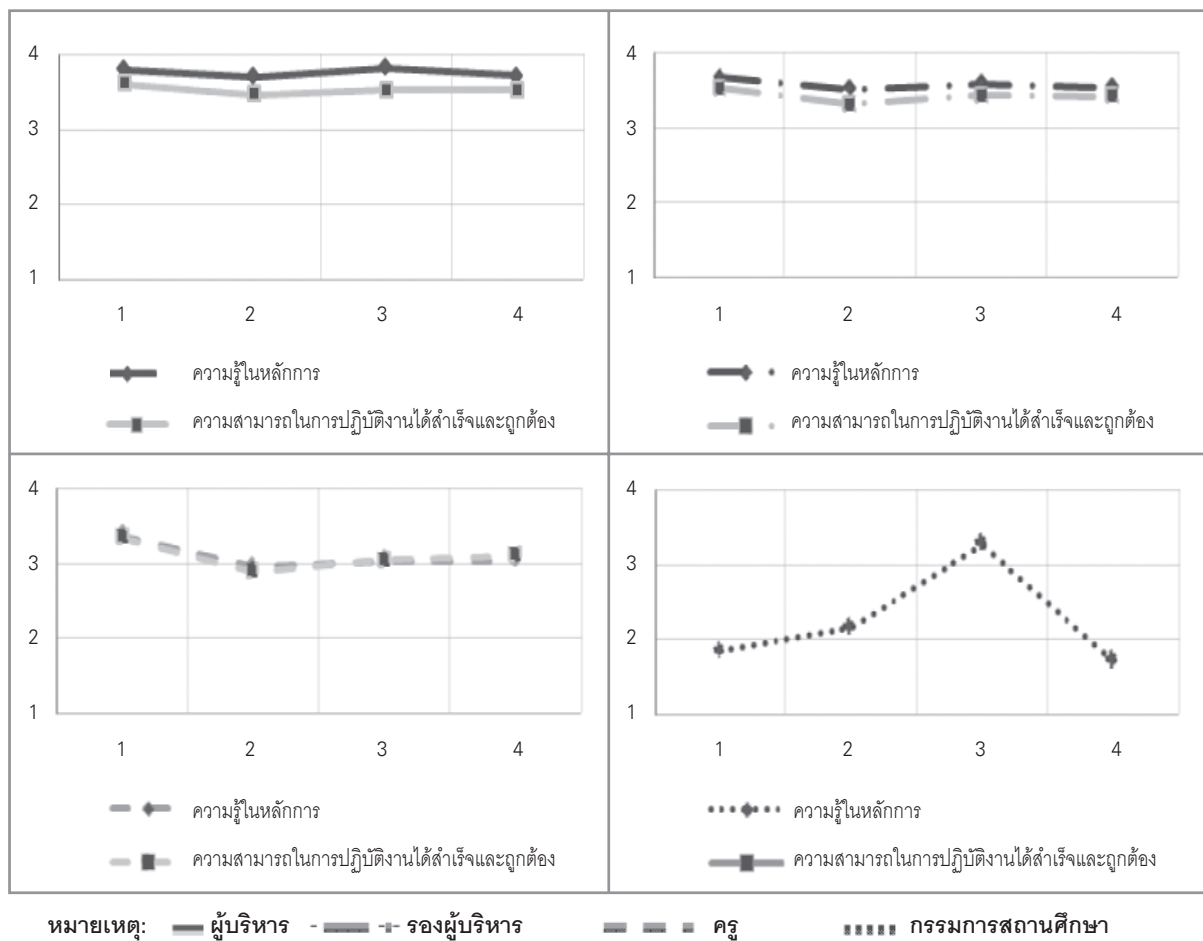 4
3
2
1
1 2 3 4
ความรู้ในหลักการ
ความสามารถในการปฏิบัติงานได้สำเร็จและถูกต้อง
4
3
2
1
1 2 3 4
ความรู้ในหลักการ
ความสามารถในการปฏิบัติงานได้สำเร็จและถูกต้อง
4
3
2
1
1 2 3 4
ความรู้ในหลักการ
ความสามารถในการปฏิบัติงานได้สำเร็จและถูกต้อง
4
3
2
1
1 2 3 4
ความรู้ในหลักการ
ความสามารถในการปฏิบัติงานได้สำเร็จและถูกต้อง
หมายเหตุ: ผู้บริหาร รองผู้บริหาร ครู กรรมการสถานศึกษา